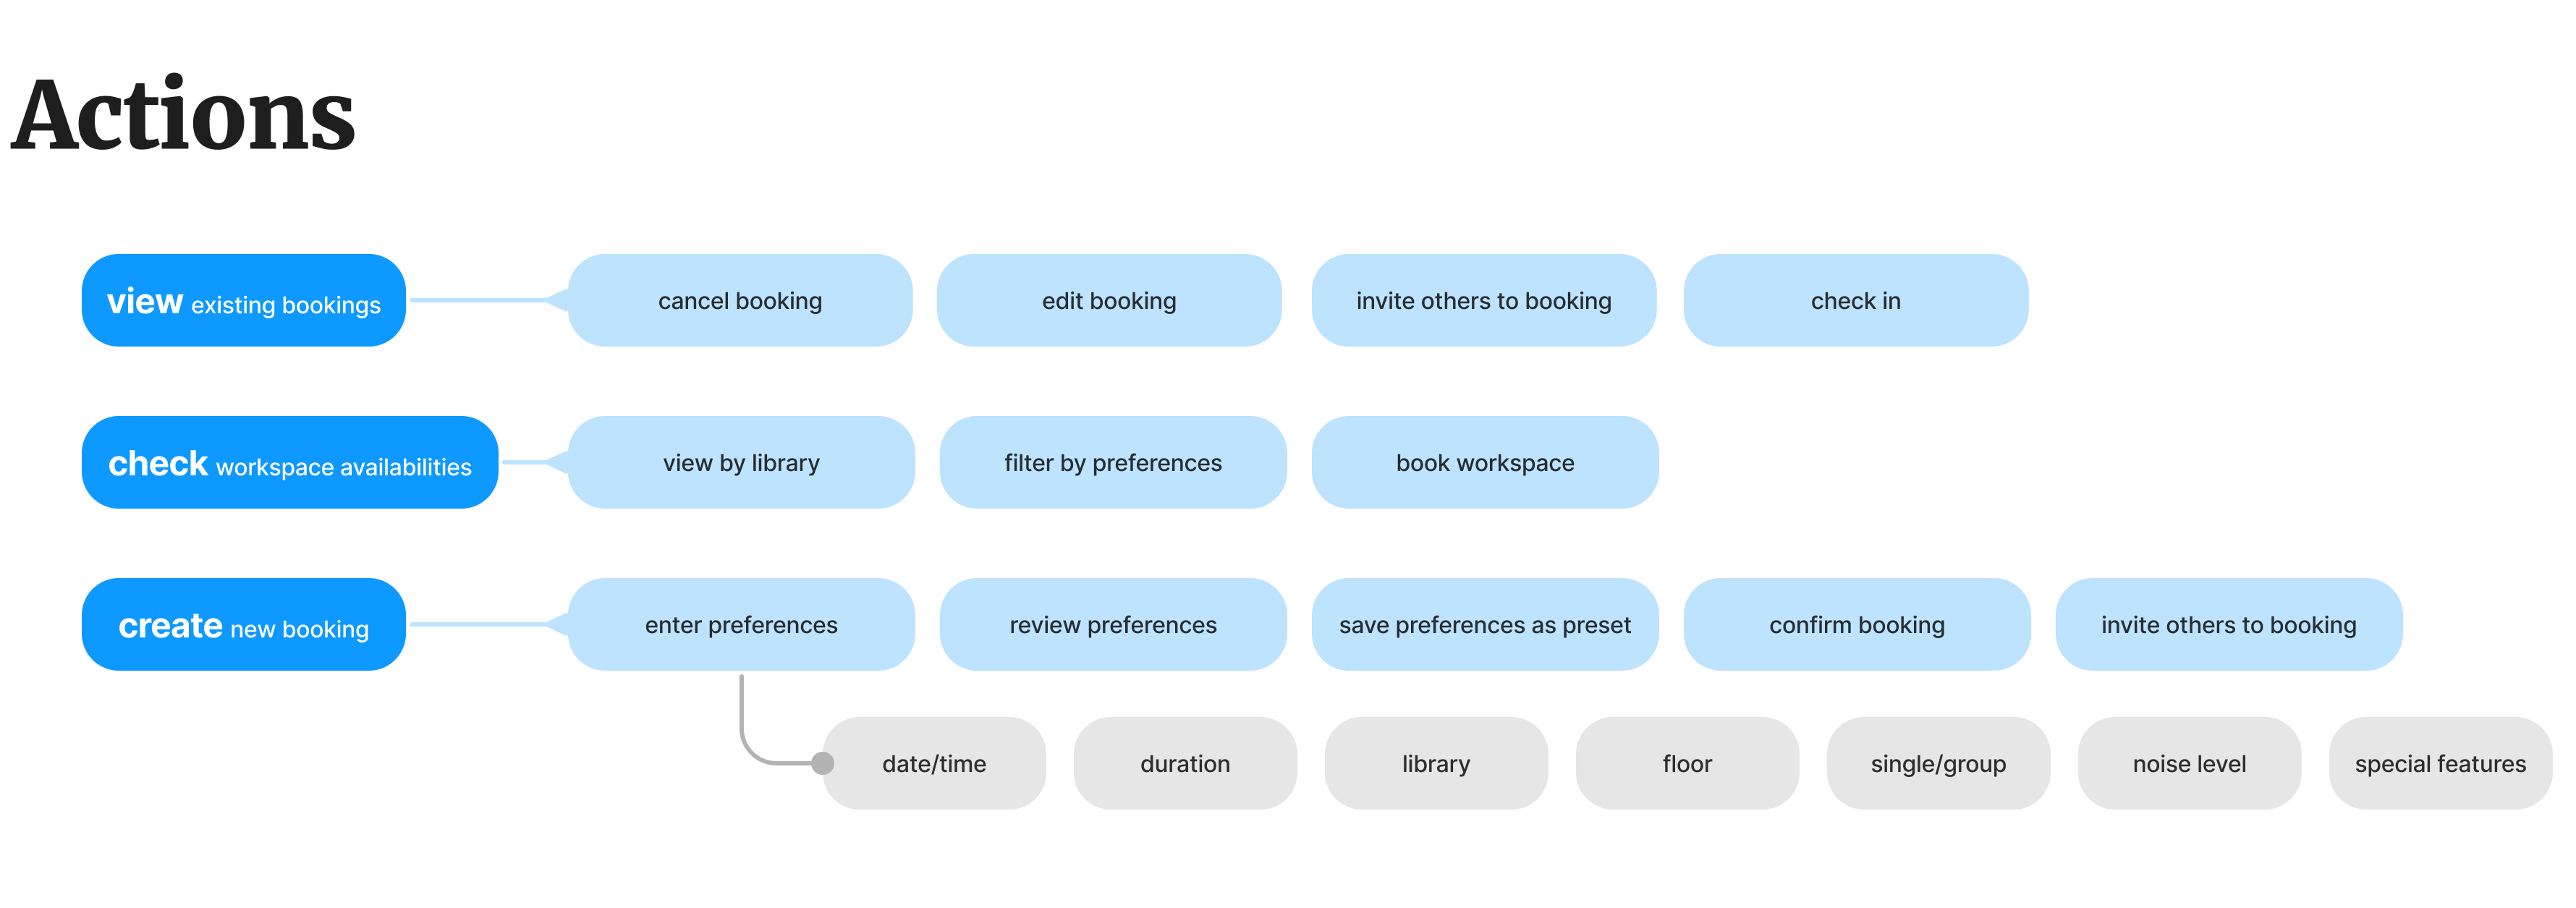 Actions
view existing bookings
cancel booking
edit booking
invite others to booking
check in
check workspace availabilities
view by library
filter by preferences
book workspace
create new booking
enter preferences
review preferences
save preferences as preset
confirm booking
invite others to booking
date/time
duration
library
floor
single/group
noise level
special features